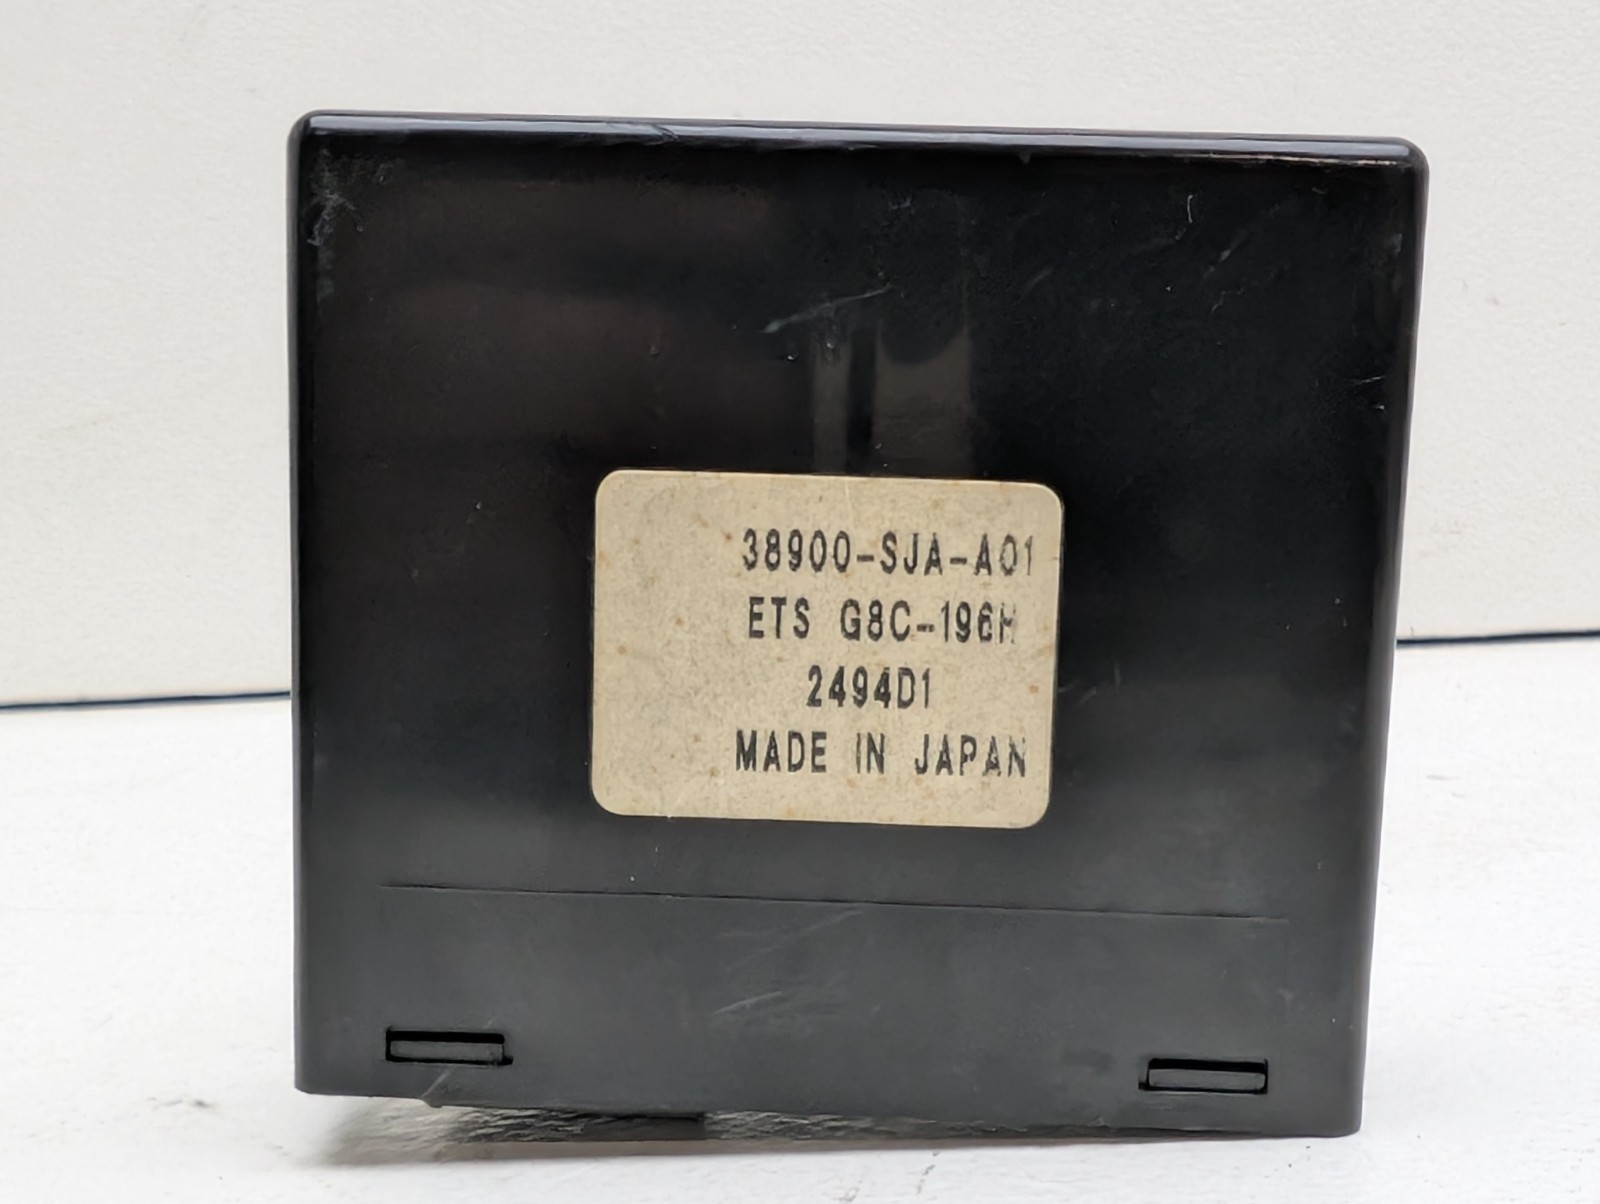 38900-SJA-A01
ETS G8C-196H
2494D1
MADE IN JAPAN